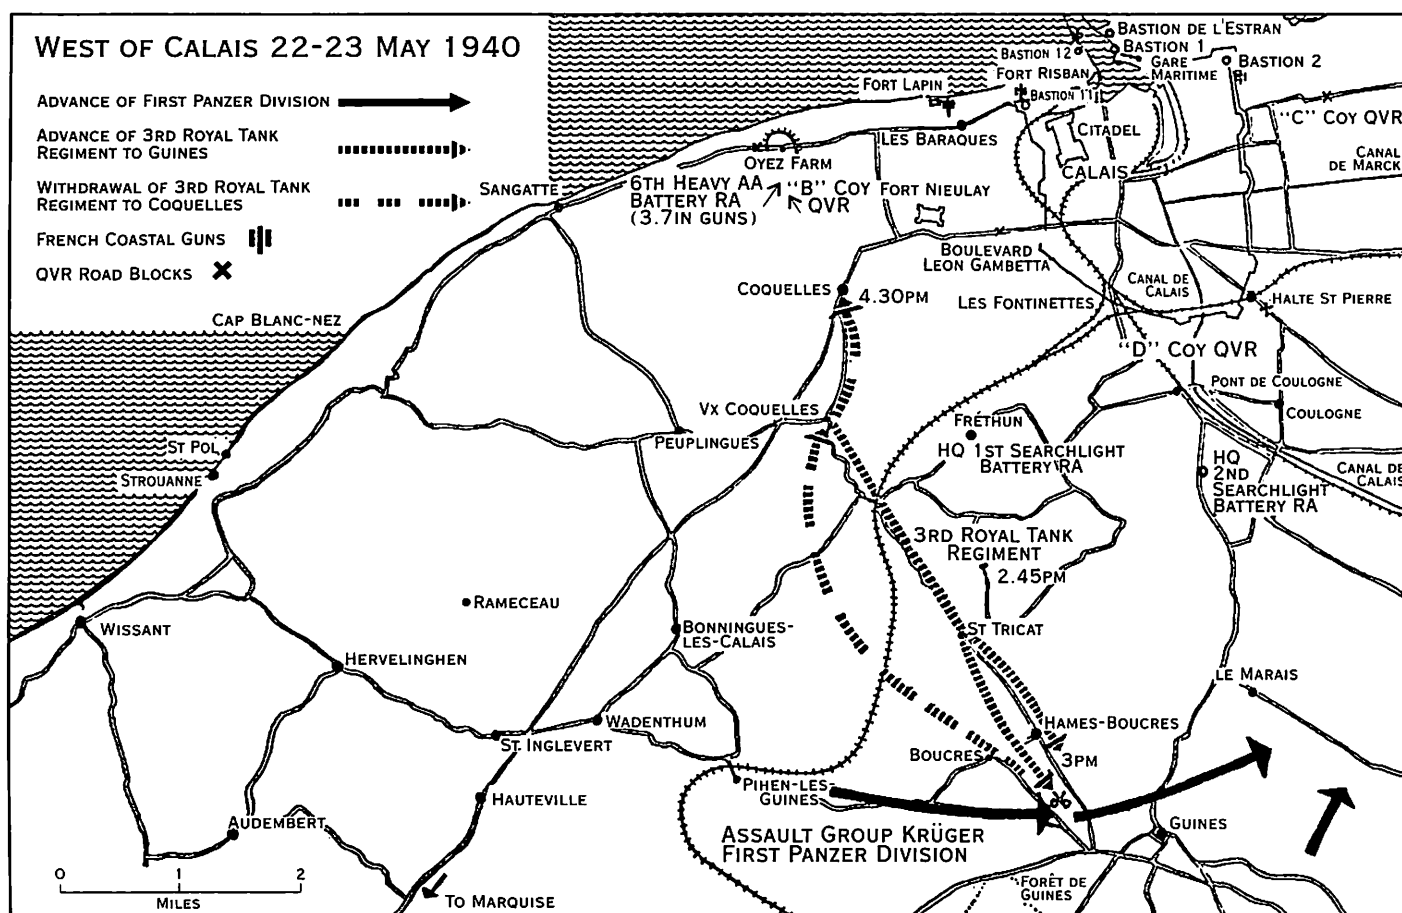 WEST OF CALAIS 22-23 MAY 1940
ADVANCE OF FIRST PANZER DIVISION
ADVANCE OF 3RD ROYAL TANK
REGIMENT TO GUINES
WITHDRAWAL OF 3RD ROYAL TANK
REGIMENT TO COQUELLES
FRENCH COASTAL GUNS
QVR ROAD BLOCKS
BASTION DE L'ESTRAN
BASTION 12
BASTION 1
GARE
MARITIME
BASTION 2
FORT RISBAN
FORT LAPIN
BASTION 11
"C" COY QVR
CITADEL
LES BARAQUES
CANAL
DE MARCK
OYEZ FARM
CALAIS
SANGATTE
6TH HEAVY AA
BATTERY RA
(3.7IN GUNS)
"B" COY
QVR
FORT NIEULAY
BOULEVARD
LEON GAMBETTA
COQUELLES
4.30PM
LES FONTINETTES
CANAL DE
CALAIS
HALTE ST PIERRE
CAP BLANC-NEZ
"D" COY QVR
PONT DE COULOGNE
COULOGNE
VX COQUELLES
FRÉTHUN
PEUPLINGUES
HQ 1ST SEARCHLIGHT
BATTERY RA
HQ
2ND
SEARCHLIGHT
BATTERY RA
CANAL DE
CALAIS
ST POL
STROUANNE
3RD ROYAL TANK
REGIMENT
2.45PM
RAMECEAU
WISSANT
BONNINGUES-
LES-CALAIS
ST TRICAT
HERVELINGHEN
LE MARAIS
WADENTHUM
HAMES-BOUCRES
ST. INGLEVERT
BOUCRES
3PM
PIHEN-LES-
GUINES
HAUTEVILLE
AUDEMBERT
ASSAULT GROUP KRÜGER
FIRST PANZER DIVISION
GUINES
FORÊT DE
GUINES
0 1 2
MILES
TO MARQUISE